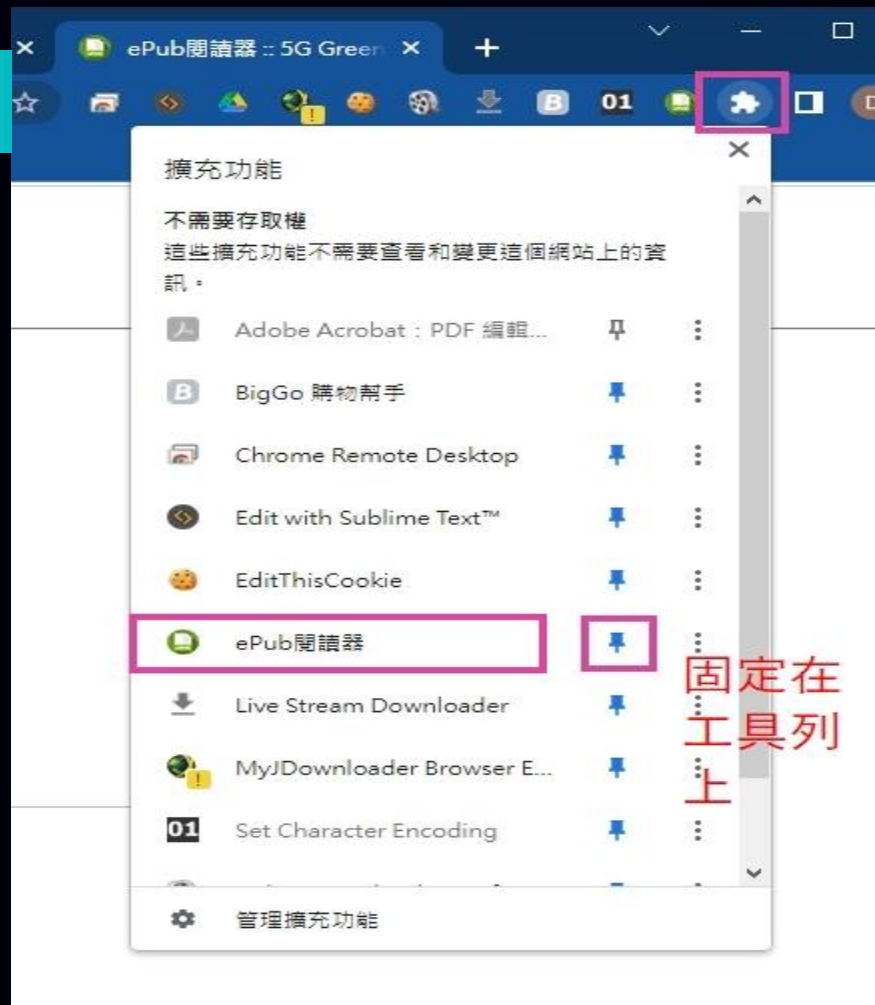 ePub閱讀器 :: 5G Green
01
擴充功能
不需要存取權
這些擴充功能不需要查看和變更這個網站上的資
訊。
Adobe Acrobat：PDF 編輯...
BigGo 購物幫手
Chrome Remote Desktop
Edit with Sublime Text™
EditThisCookie
ePub閱讀器
固定在
Live Stream Downloader
工具列
MyJDownloader Browser E...
上
01 Set Character Encoding
管理擴充功能